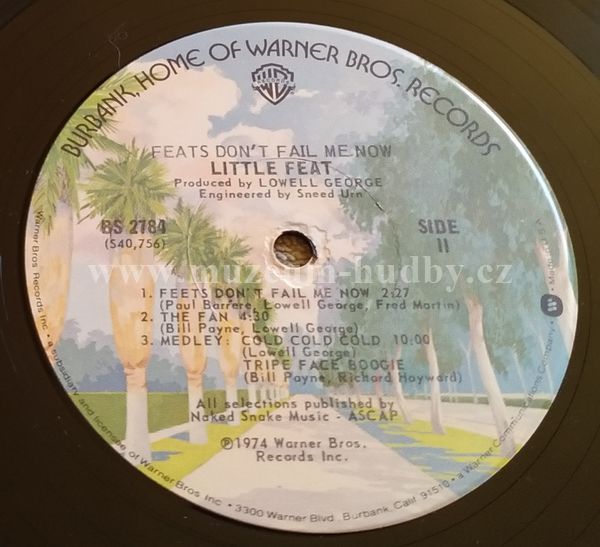 BURBANK, HOME OF WARNER BROS. RECORDS
WB
RECORDS
FEATS DON'T FAIL ME NOW
LITTLE FEAT
Produced by LOWELL GEORGE
Engineered by Sneed Urn
BS 2784
(S40,756)
SIDE
II
www.muzeum-hudby.cz
1. FEETS DON'T FAIL ME NOW 2:27
(Paul Barrere, Lowell George, Fred Martin)
2. THE FAN 4:30
(Bill Payne, Lowell George)
3. MEDLEY: COLD COLD COLD 10:00
(Lowell George)
TRIPE FACE BOOGIE
(Bill Payne, Richard Hayward)
All selections published by
Naked Snake Music - ASCAP
℗1974 Warner Bros.
Records Inc.
Warner Bros. Records Inc., a subsidiary and licensee of Warner Bros. Inc. • 3300 Warner Blvd., Burbank, Calif. 91510 • a Warner Communications Company •